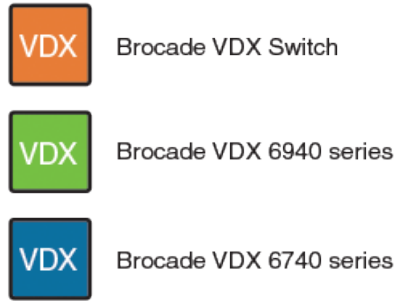 VDX Brocade VDX Switch
VDX Brocade VDX 6940 series
VDX Brocade VDX 6740 series